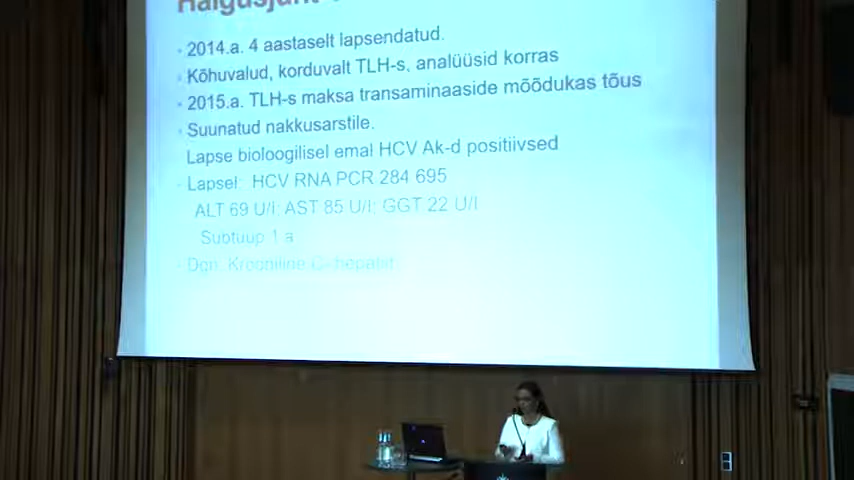 Haigusjuht
· 2014.a. 4 aastaselt lapsendatud.
· Kõhuvalud, korduvalt TLH-s, analüüsid korras
· 2015.a. TLH-s maksa transaminaaside mõõdukas tõus
· Suunatud nakkusarstile.
Lapse bioloogilisel emal HCV Ak-d positiivsed
· Lapsel: HCV RNA PCR 284 695
ALT 69 U/l; AST 85 U/l; GGT 22 U/l
Subtüüp 1 a
· Dgn: Krooniline C- hepatiit